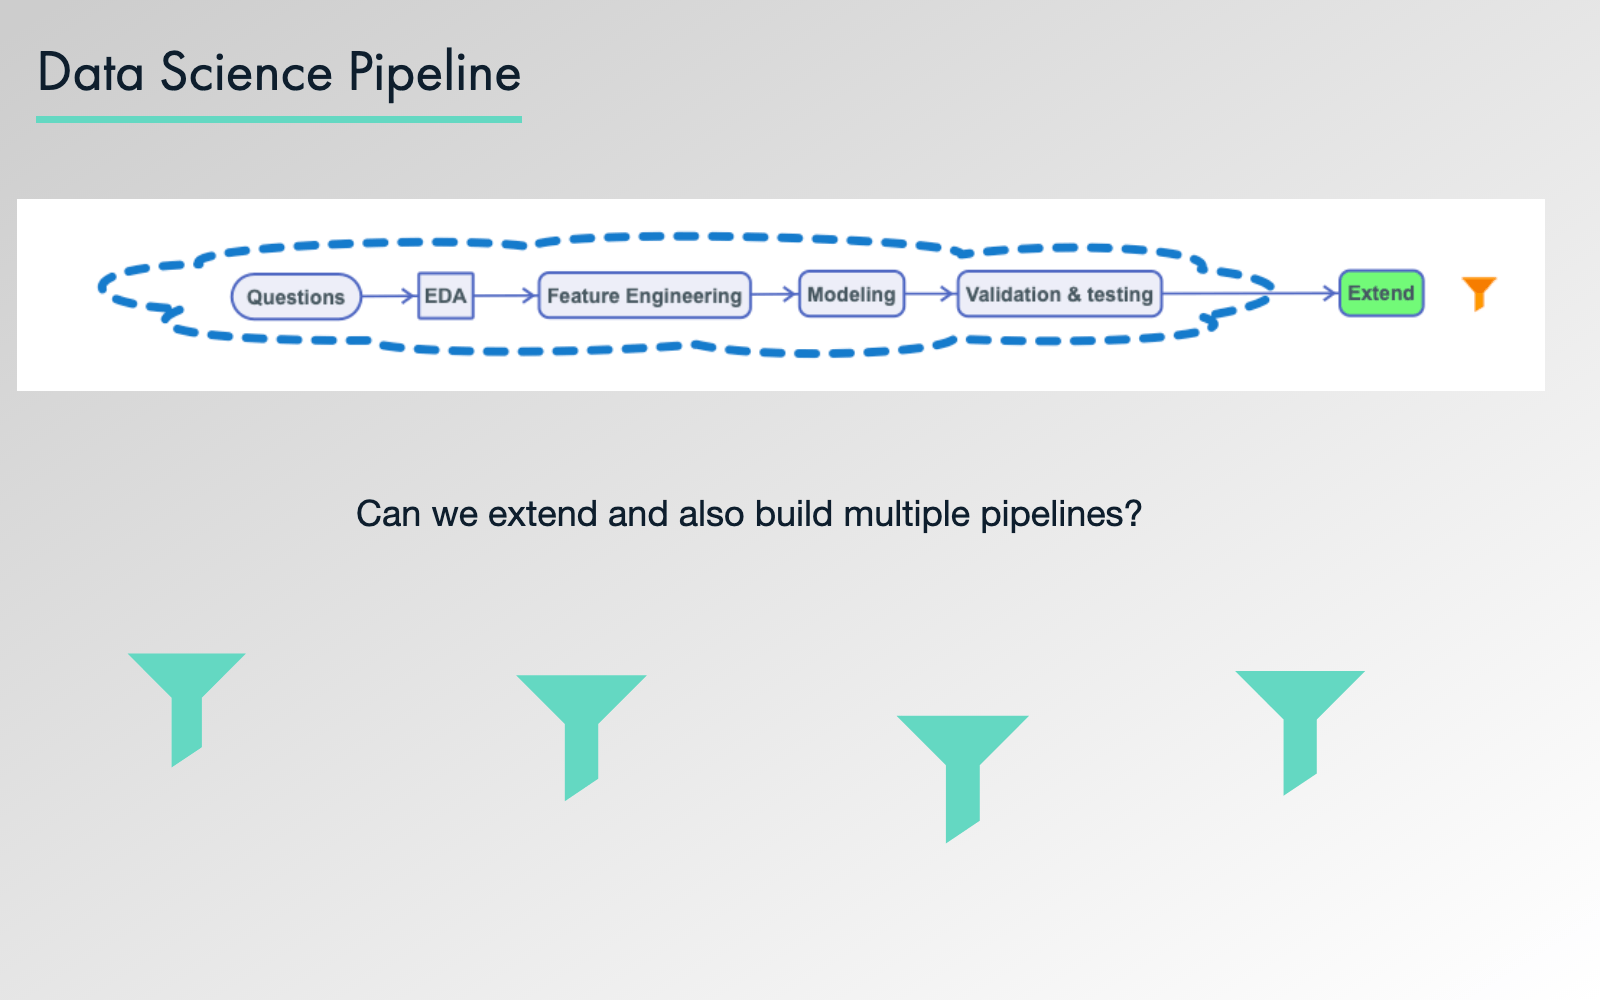 Data Science Pipeline
Questions
EDA
Feature Engineering
Modeling
Validation & testing
Extend
Can we extend and also build multiple pipelines?